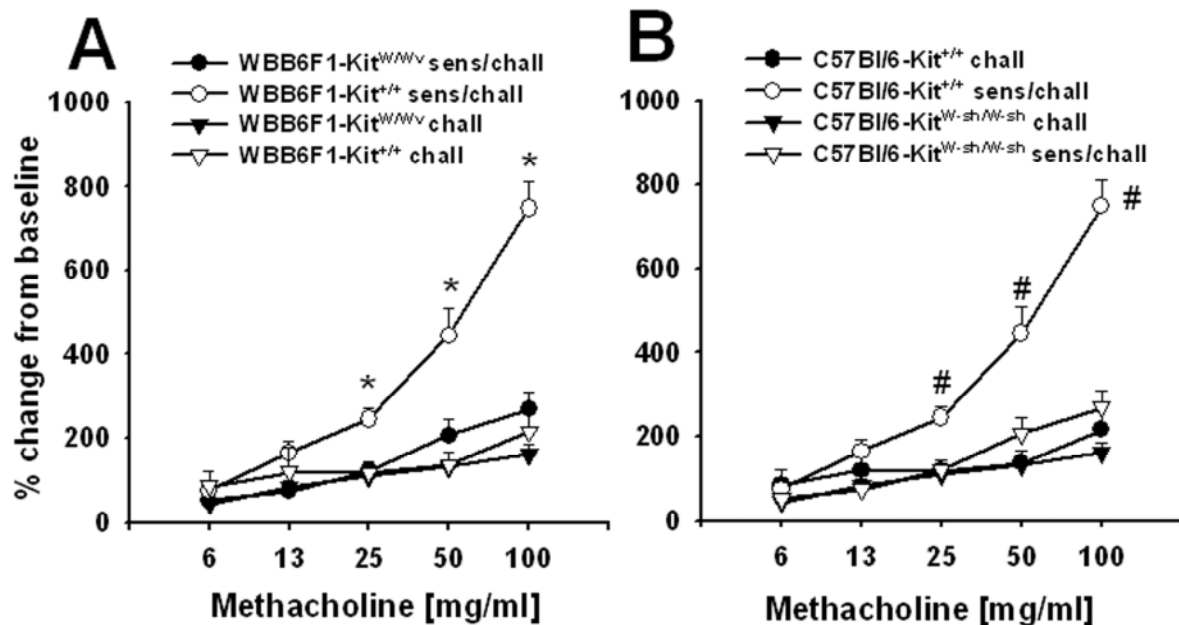 A
WBB6F1-Kit^W/Wv sens/chall
WBB6F1-Kit^+/+ sens/chall
WBB6F1-Kit^W/Wv chall
WBB6F1-Kit^+/+ chall
% change from baseline
1000
800
600
400
200
0
*
*
*
6 13 25 50 100
Methacholine [mg/ml]
B
C57Bl/6-Kit^+/+ chall
C57Bl/6-Kit^+/+ sens/chall
C57Bl/6-Kit^W-sh/W-sh chall
C57Bl/6-Kit^W-sh/W-sh sens/chall
1000
800
600
400
200
0
#
#
#
6 13 25 50 100
Methacholine [mg/ml]